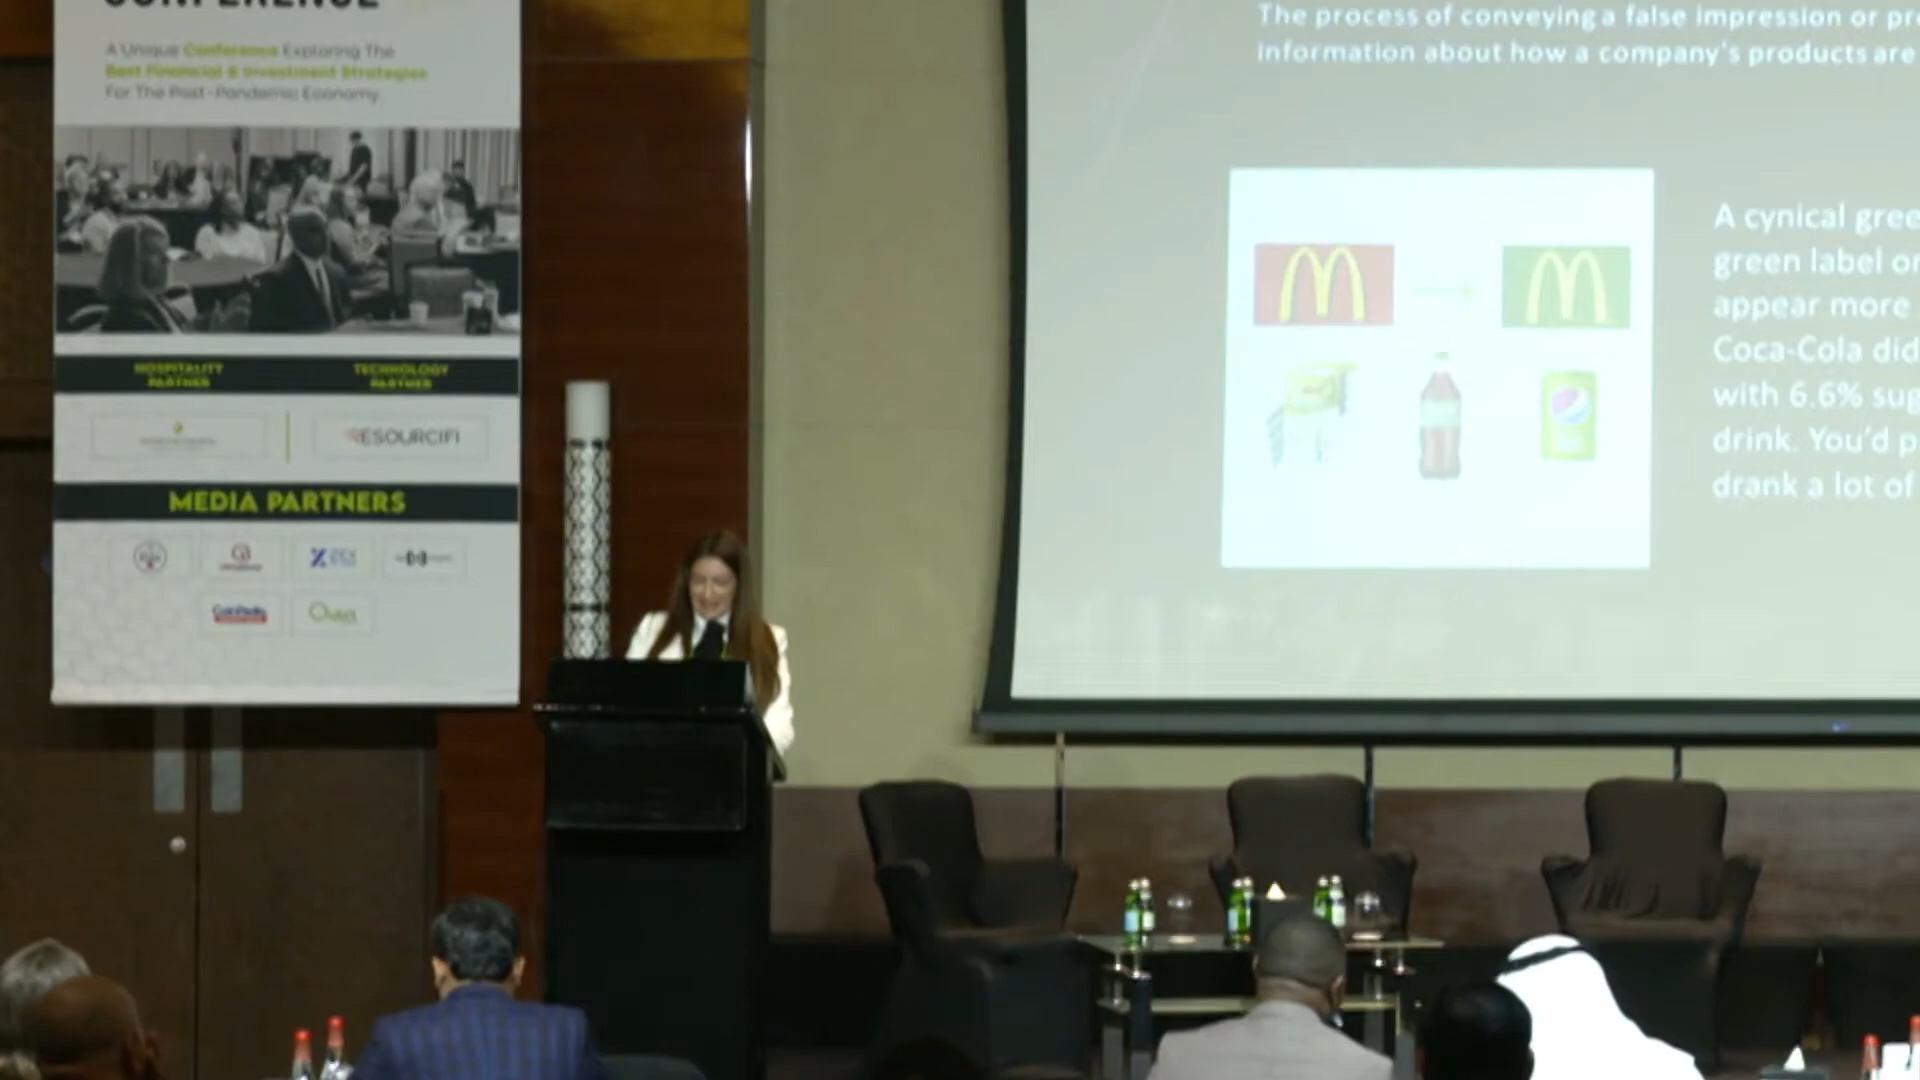 CONFERENCE
A Unique Conference Exploring The
Best Financial & Investment Strategies
For The Post-Pandemic Economy.
HOSPITALITY PARTNER
TECHNOLOGY PARTNER
RESOURCIFI
MEDIA PARTNERS
The process of conveying a false impression or pr
information about how a company's products are
A cynical gree
green label or
appear more
Coca-Cola did
with 6.6% sug
drink. You'd p
drank a lot of